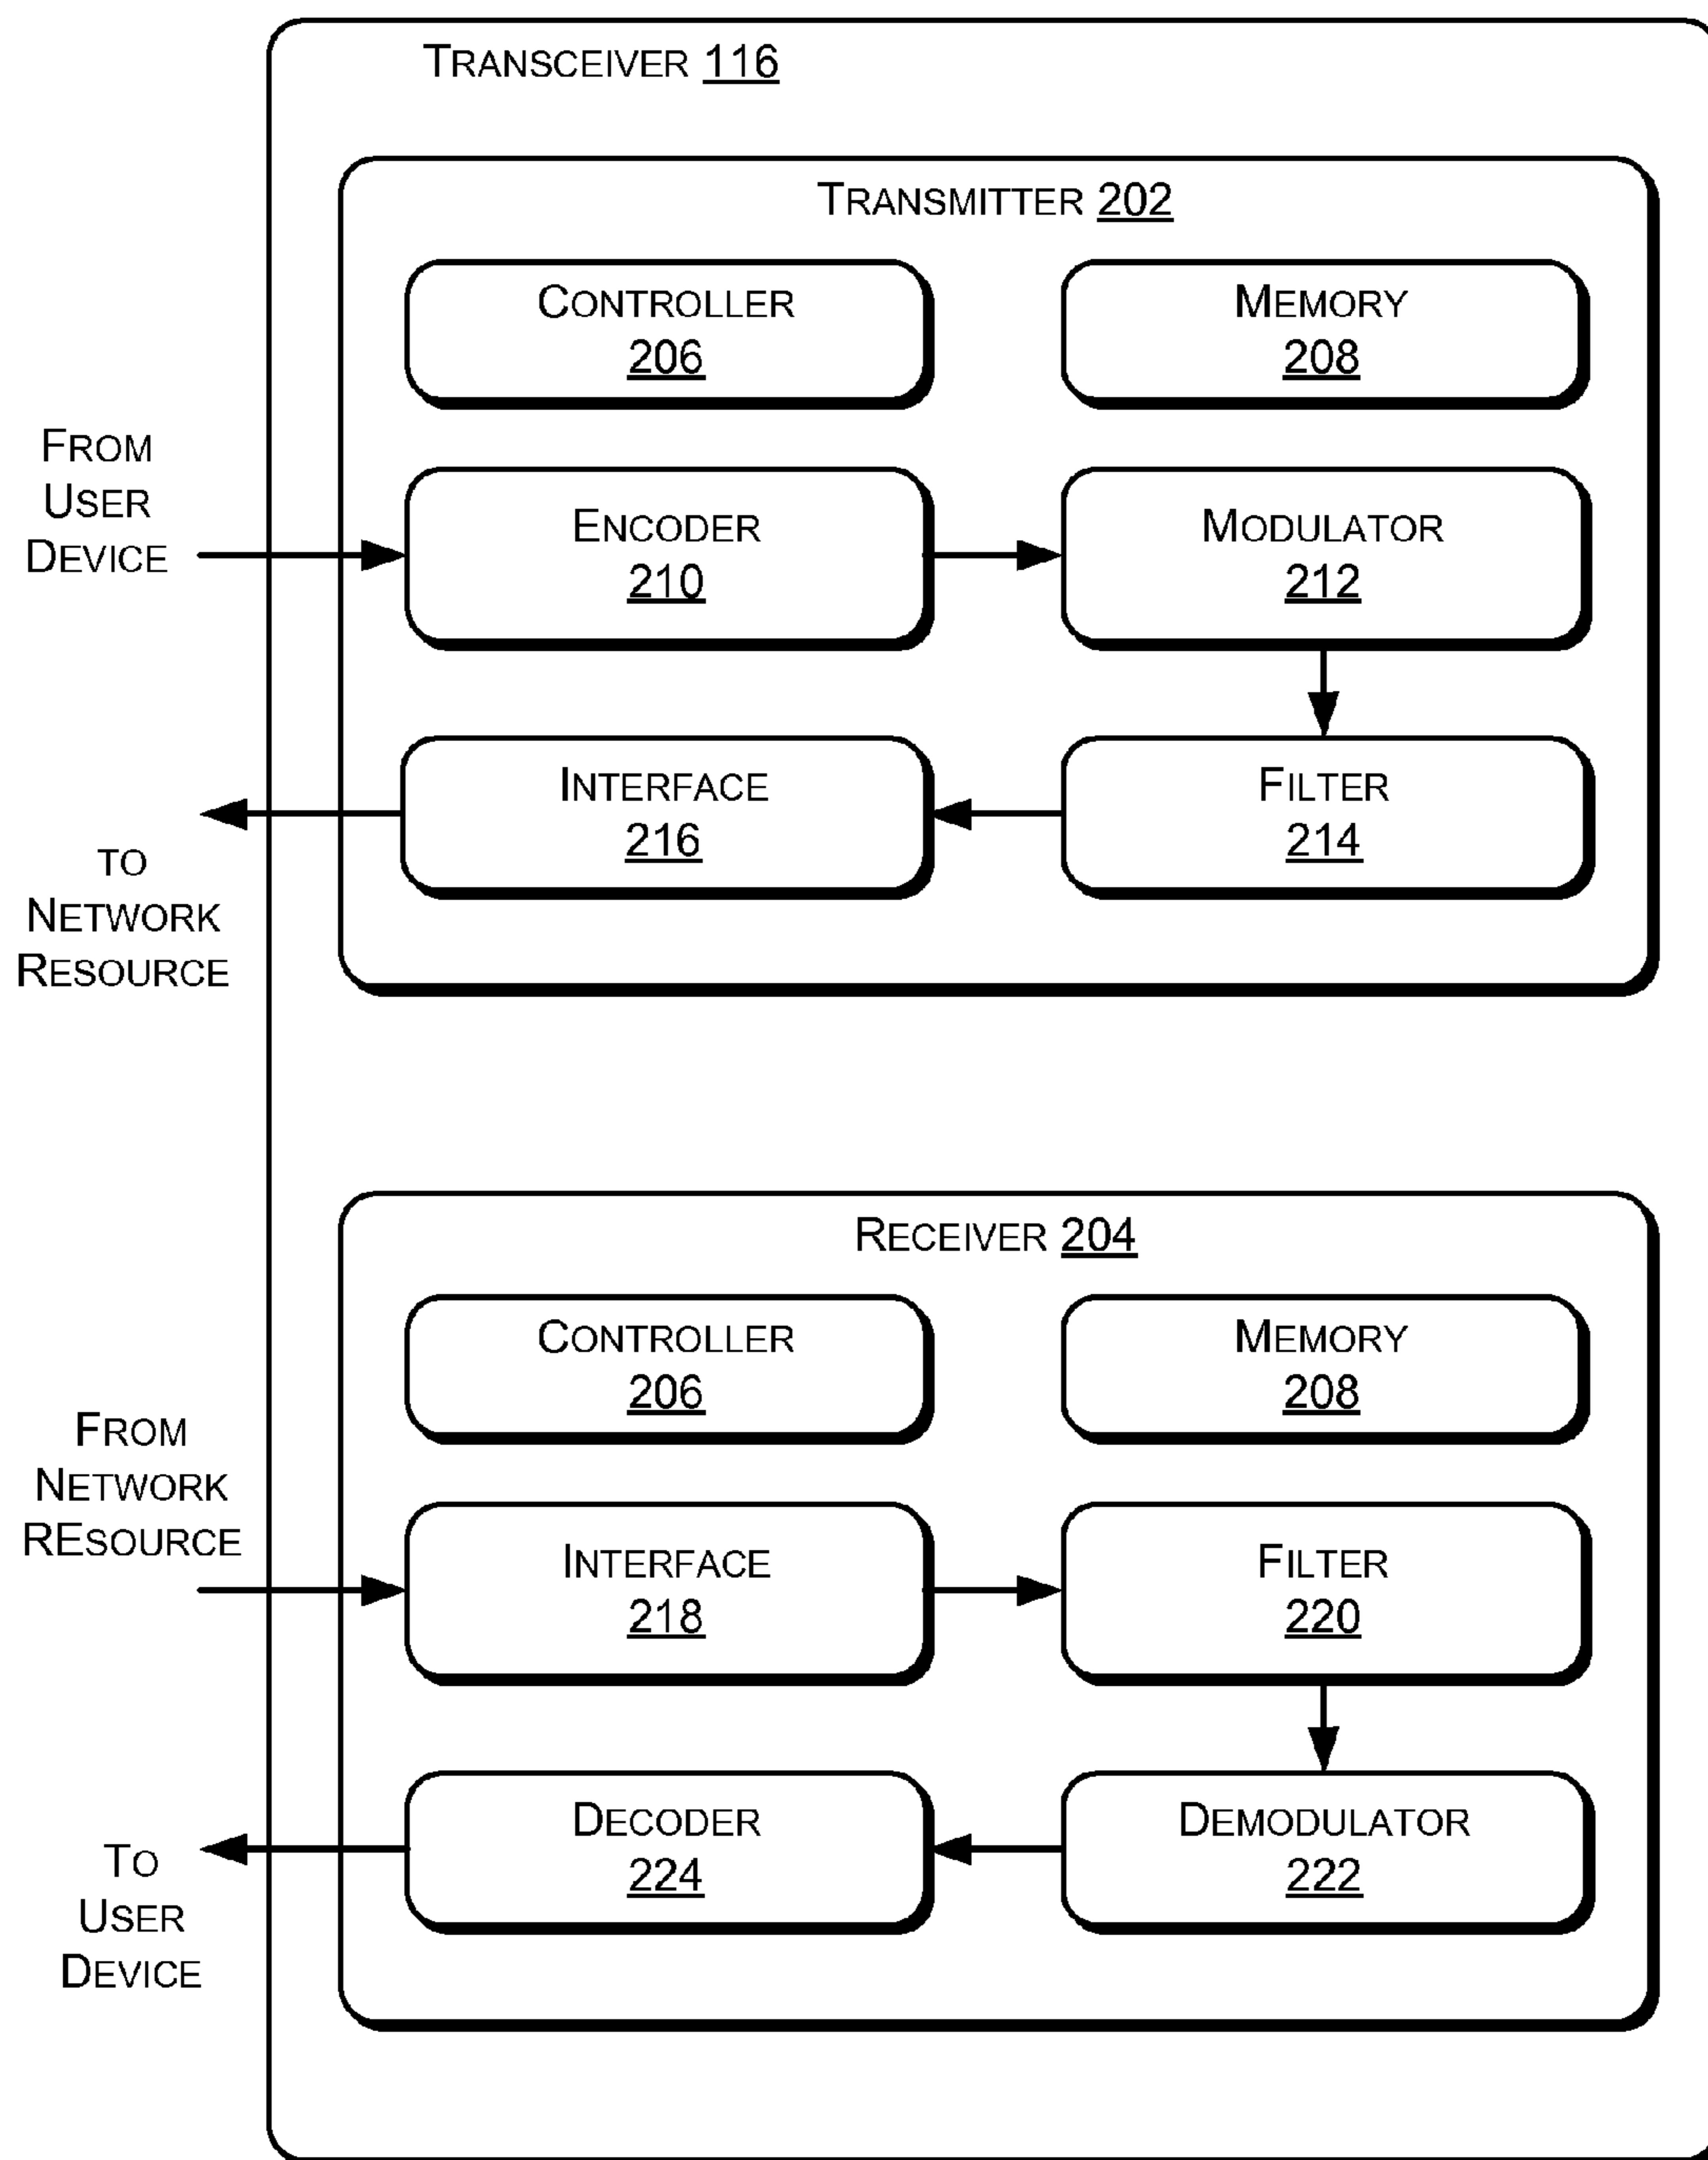 TRANSCEIVER 116
TRANSMITTER 202
CONTROLLER
206
MEMORY
208
FROM
USER
DEVICE
ENCODER
210
MODULATOR
212
INTERFACE
216
FILTER
214
TO
NETWORK
RESOURCE
RECEIVER 204
CONTROLLER
206
MEMORY
208
FROM
NETWORK
RESOURCE
INTERFACE
218
FILTER
220
DECODER
224
DEMODULATOR
222
TO
USER
DEVICE